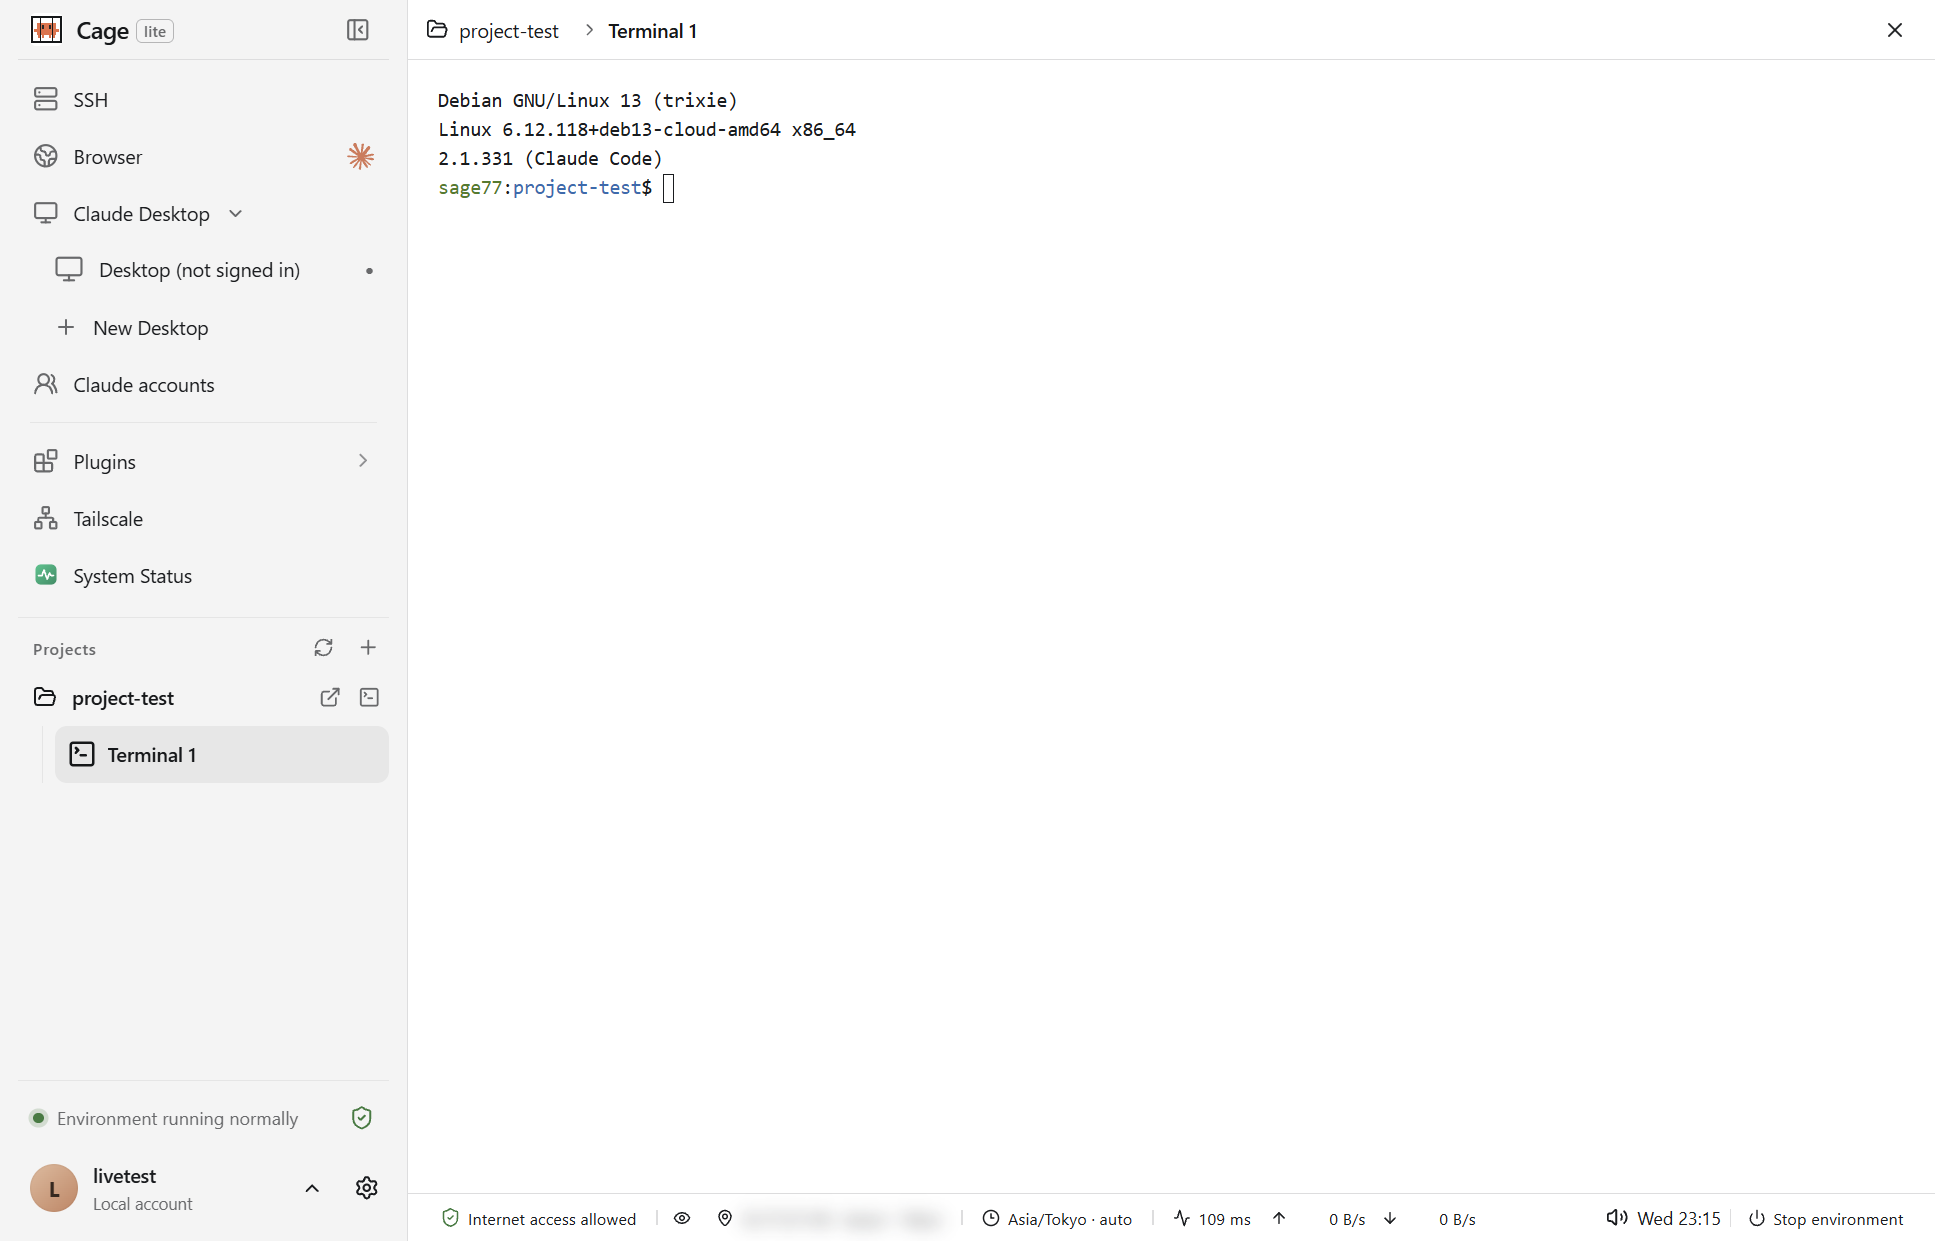 Cage lite
SSH
Browser
Claude Desktop
Desktop (not signed in)
New Desktop
Claude accounts
Plugins
Tailscale
System Status
Projects
project-test
Terminal 1
Environment running normally
L
livetest
Local account
project-test > Terminal 1
Debian GNU/Linux 13 (trixie)
Linux 6.12.118+deb13-cloud-amd64 x86_64
2.1.331 (Claude Code)
sage77:project-test$
Internet access allowed
Asia/Tokyo · auto
109 ms
0 B/s
0 B/s
Wed 23:15
Stop environment